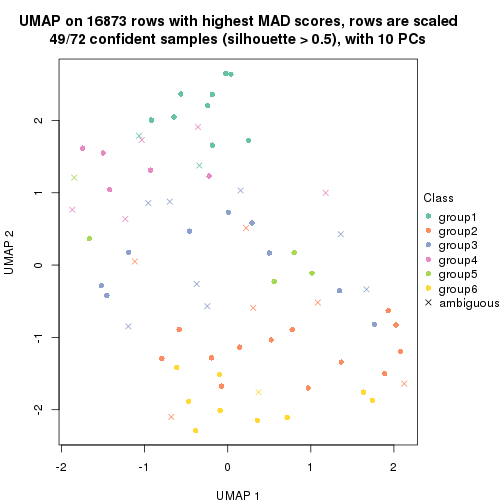 UMAP on 16873 rows with highest MAD scores, rows are scaled
49/72 confident samples (silhouette > 0.5), with 10 PCs
UMAP 2
2
1
0
-1
-2
-2
-1
0
1
2
UMAP 1
Class
group1
group2
group3
group4
group5
group6
ambiguous